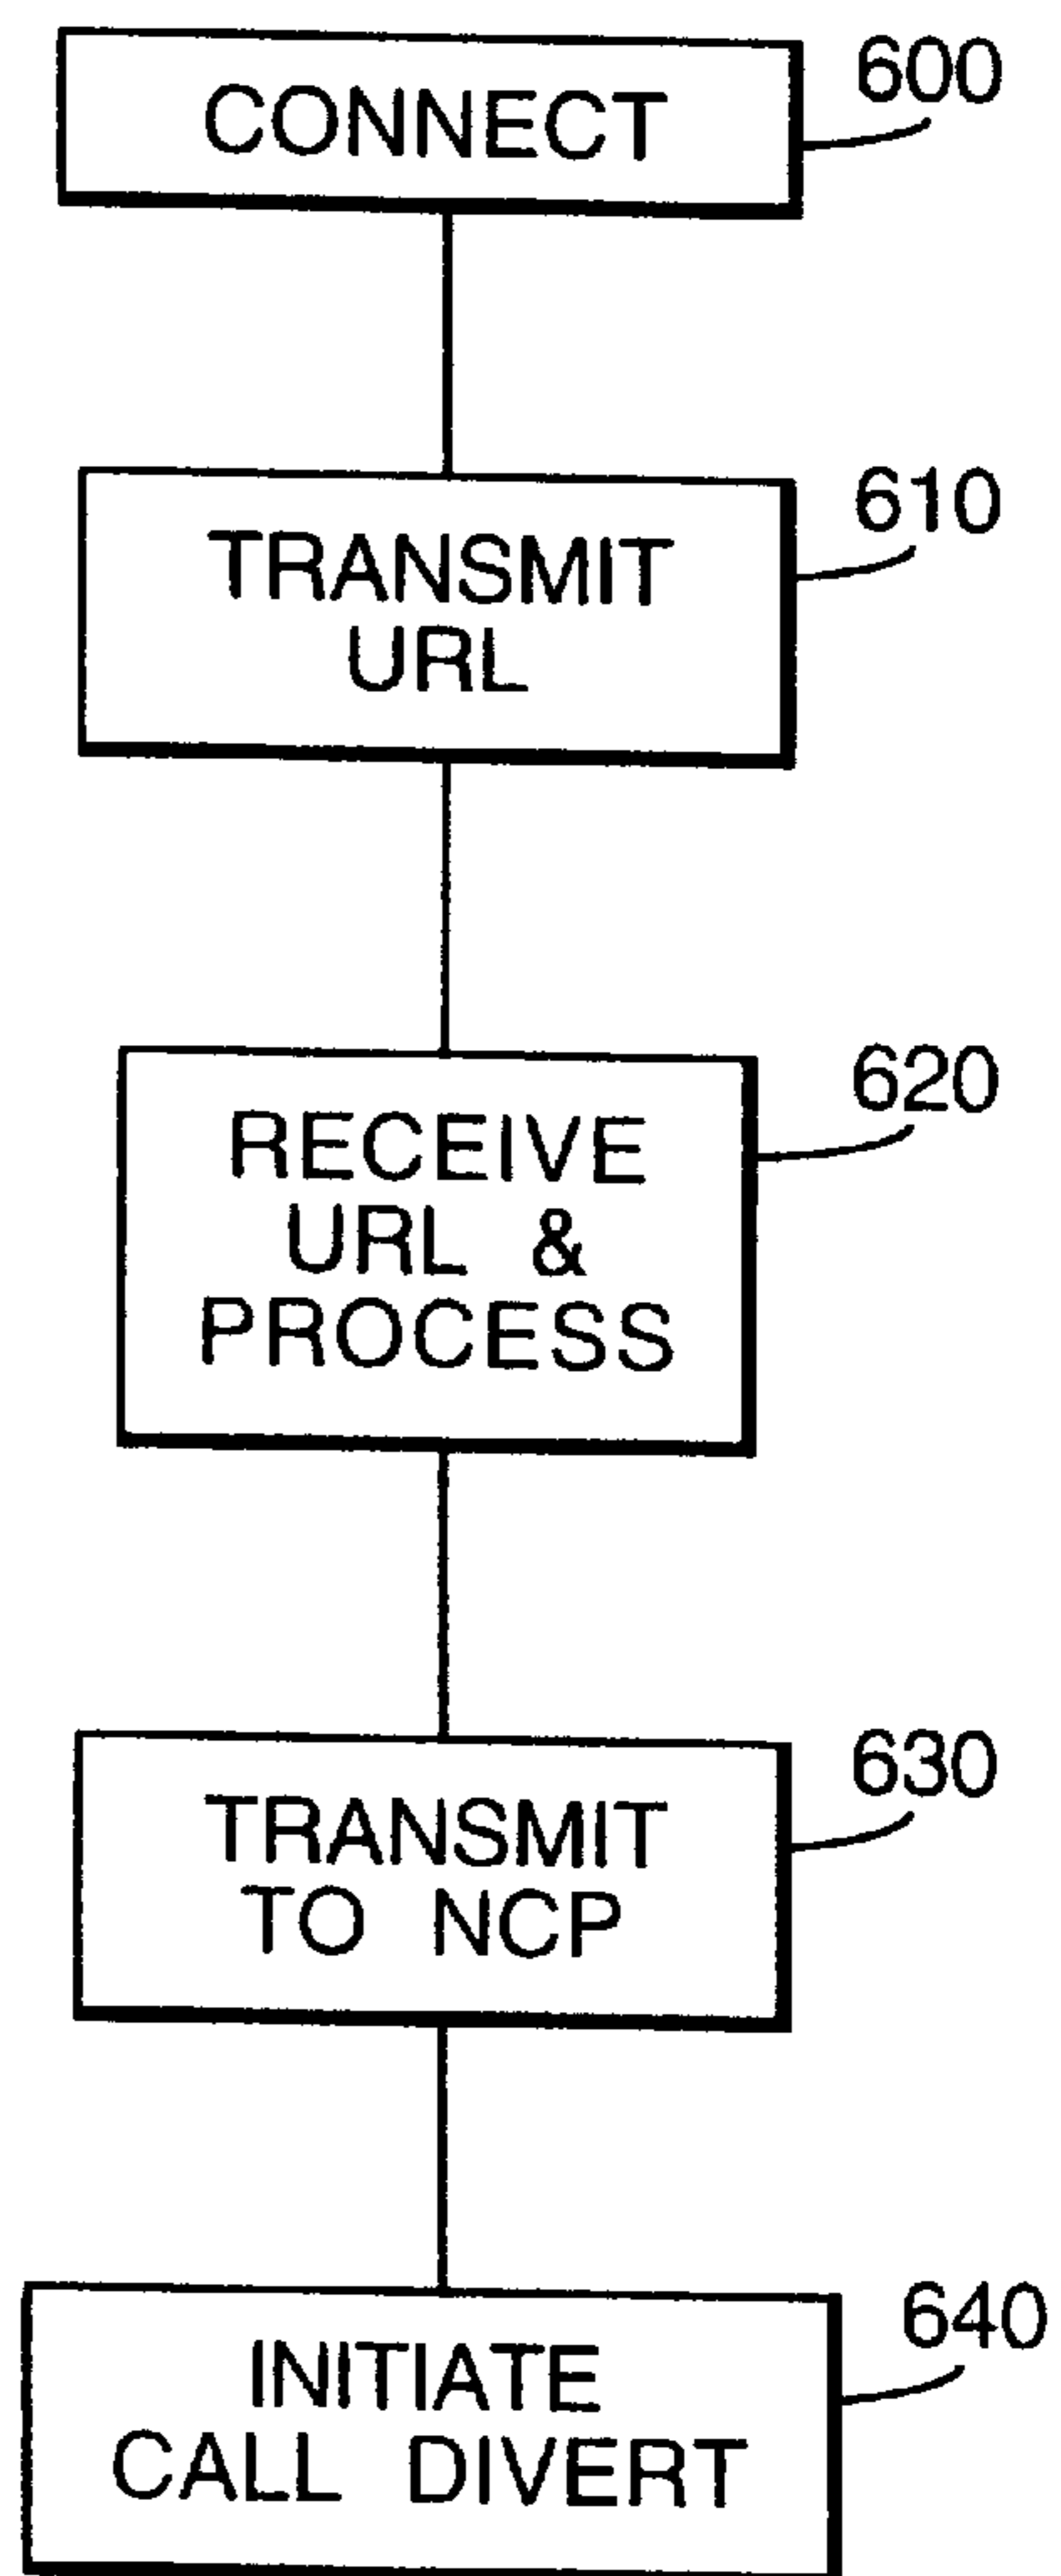 CONNECT
600
TRANSMIT
URL
610
RECEIVE
URL &
PROCESS
620
TRANSMIT
TO NCP
630
INITIATE
CALL DIVERT
640